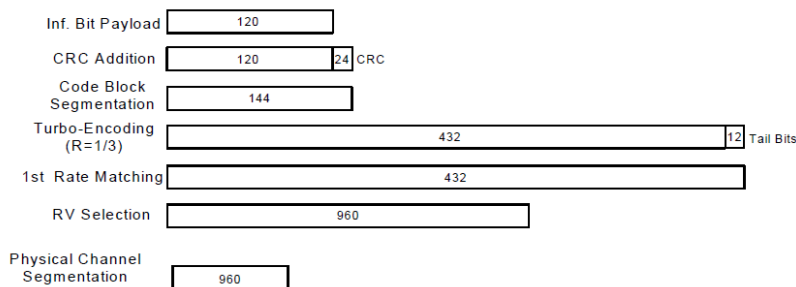 Inf. Bit Payload 120
CRC Addition 120 24 CRC
Code Block
Segmentation 144
Turbo-Encoding
(R=1/3) 432 12 Tail Bits
1st Rate Matching 432
RV Selection 960
Physical Channel
Segmentation 960